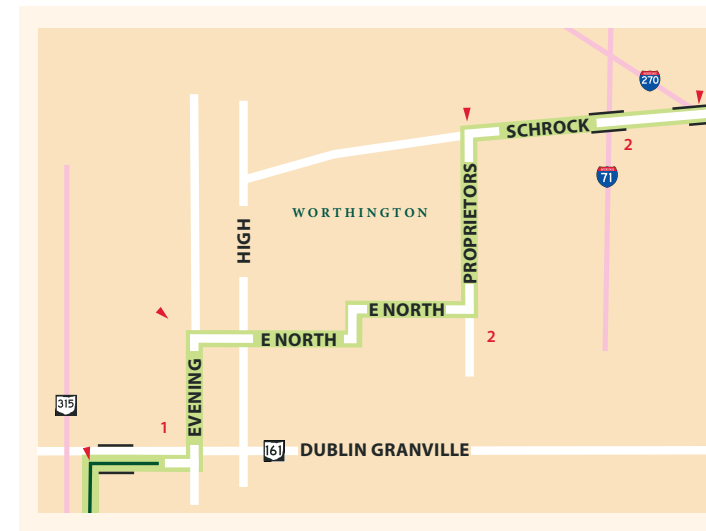 270
SCHROCK
2
71
PROPRIETORS
WORTHINGTON
HIGH
E NORTH
E NORTH
2
EVENING
315
1
161 DUBLIN GRANVILLE